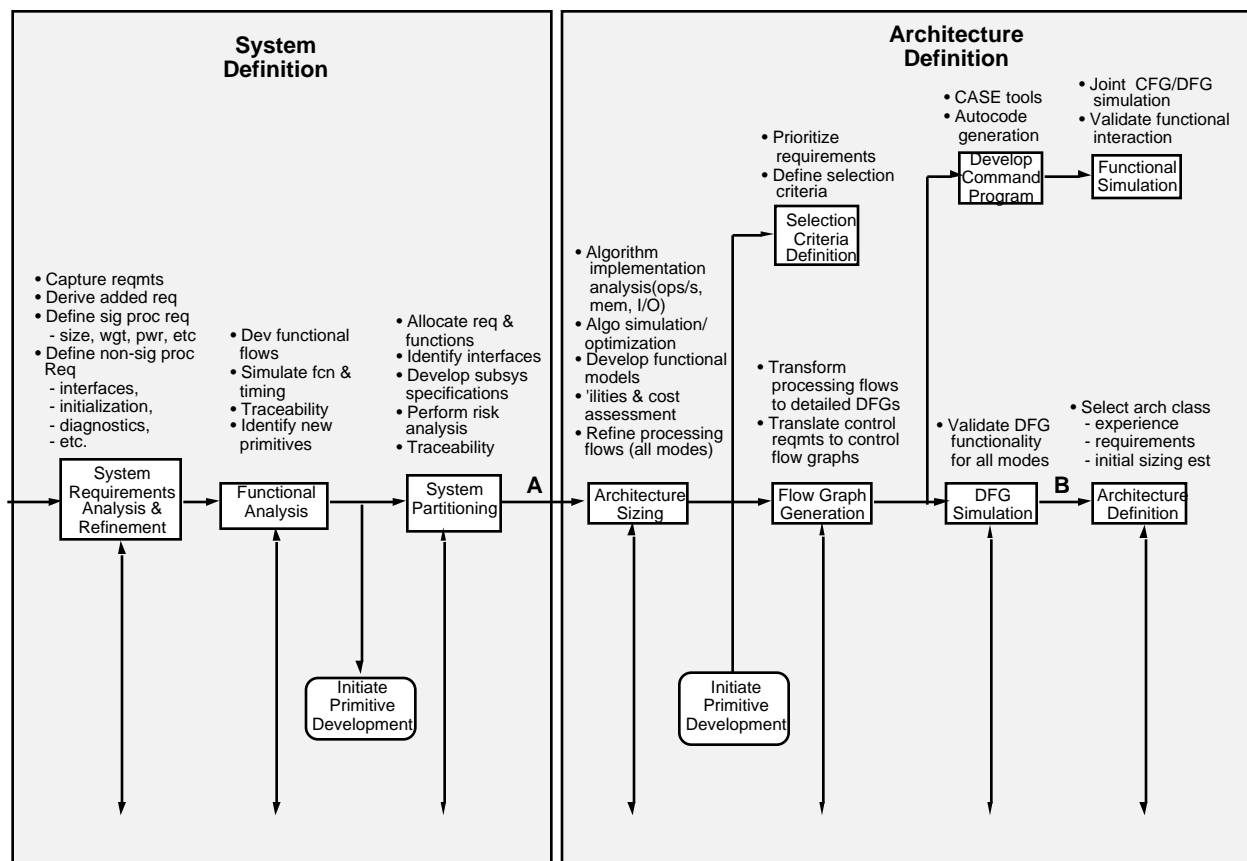 System
Definition
• Capture reqmts
• Derive added req
• Define sig proc req
- size, wgt, pwr, etc
• Define non-sig proc
Req
- interfaces,
- initialization,
- diagnostics,
- etc.
System
Requirements
Analysis &
Refinement
• Dev functional
flows
• Simulate fcn &
timing
• Traceability
• Identify new
primitives
Functional
Analysis
• Allocate req &
functions
• Identify interfaces
• Develop subsys
specifications
• Perform risk
analysis
• Traceability
System
Partitioning
A
Initiate
Primitive
Development
Architecture
Definition
• Algorithm
implementation
analysis(ops/s,
mem, I/O)
• Algo simulation/
optimization
• Develop functional
models
• 'ilities & cost
assessment
• Refine processing
flows (all modes)
Architecture
Sizing
• Prioritize
requirements
• Define selection
criteria
Selection
Criteria
Definition
Initiate
Primitive
Development
• Transform
processing flows
to detailed DFGs
• Translate control
reqmts to control
flow graphs
Flow Graph
Generation
• CASE tools
• Autocode
generation
Develop
Command
Program
• Joint CFG/DFG
simulation
• Validate functional
interaction
Functional
Simulation
• Validate DFG
functionality
for all modes
DFG
Simulation
B
• Select arch class
- experience
- requirements
- initial sizing est
Architecture
Definition